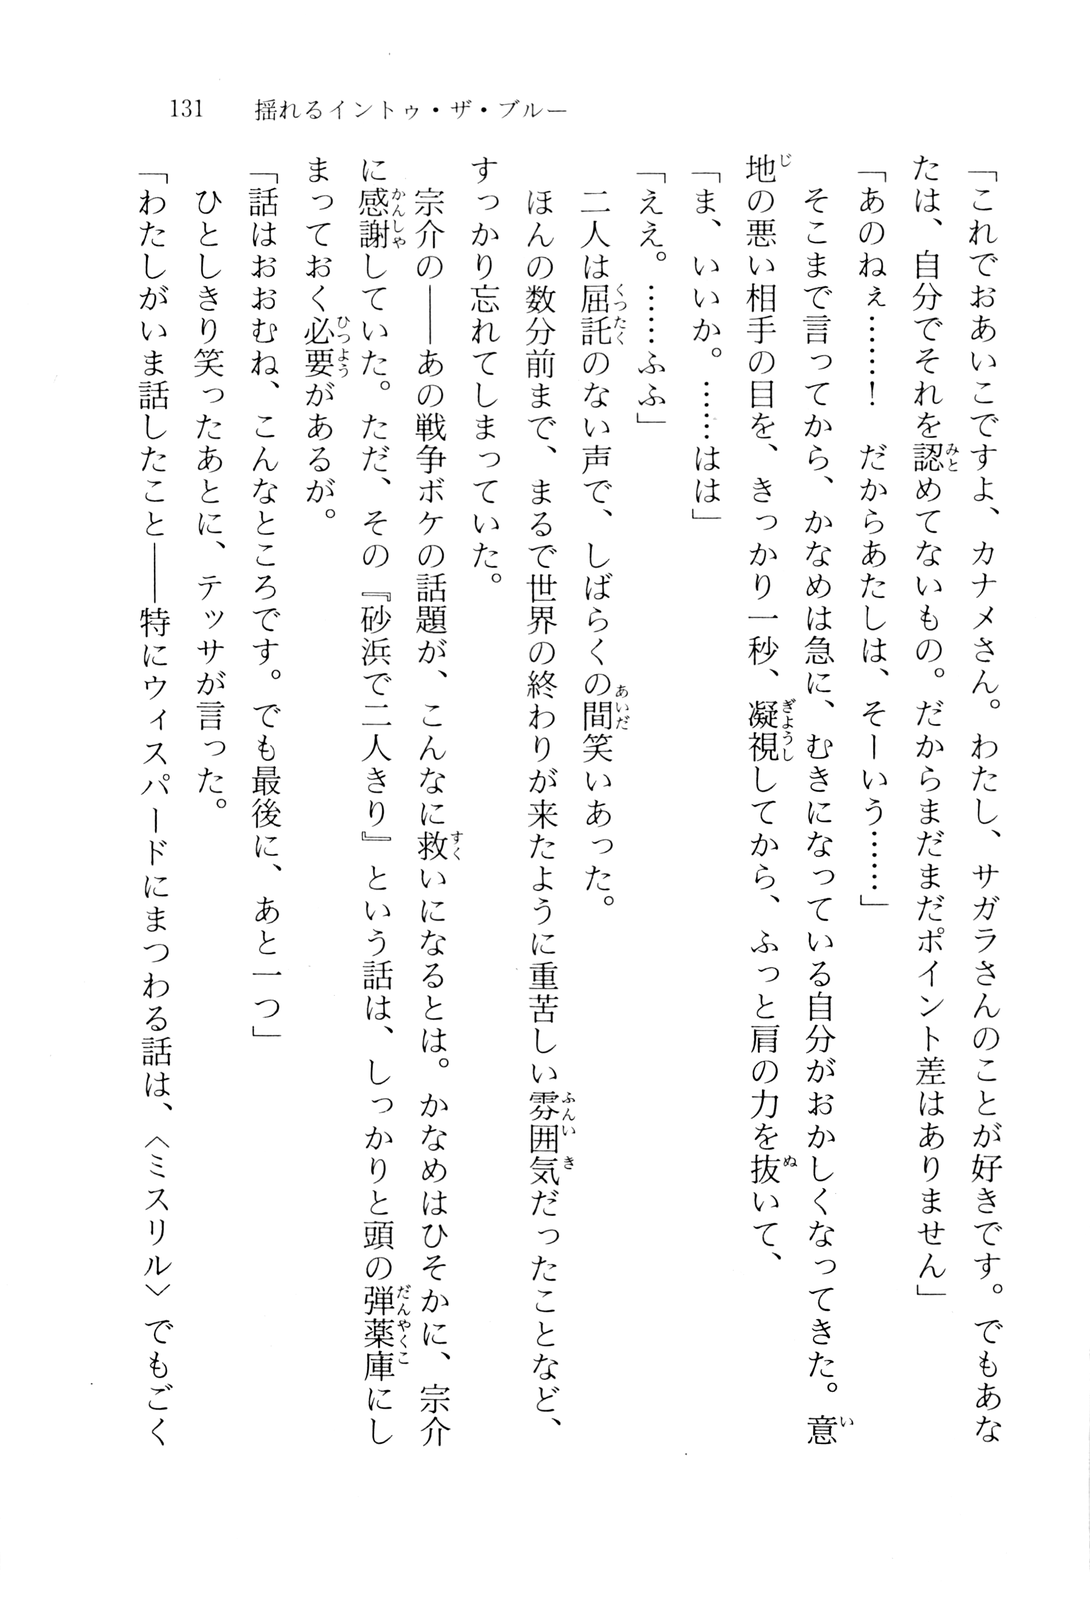 131 揺れるイントゥ・ザ・ブルー
「これでおあいこですよ、カナメさん。わたし、サガラさんのことが好きです。でもあな
たは、自分でそれを認めてないもの。だからまだまだポイント差はありません」
「あのねぇ……！　だからあたしは、そーいう……」
　そこまで言ってから、かなめは急に、むきになっている自分がおかしくなってきた。意
地の悪い相手の目を、きっかり一秒、凝視してから、ふっと肩の力を抜いて、
「ま、いいか。……はは」
「ええ。……ふふ」
　二人は屈託のない声で、しばらくの間笑いあった。
　ほんの数分前まで、まるで世界の終わりが来たように重苦しい雰囲気だったことなど、
すっかり忘れてしまっていた。
　宗介の――あの戦争ボケの話題が、こんなに救いになるとは。かなめはひそかに、宗介
に感謝していた。ただ、その『砂浜で二人きり』という話は、しっかりと頭の弾薬庫にし
まっておく必要があるが。
「話はおおむね、こんなところです。でも最後に、あと一つ」
　ひとしきり笑ったあとに、テッサが言った。
「わたしがいま話したこと――特にウィスパードにまつわる話は、〈ミスリル〉でもごく